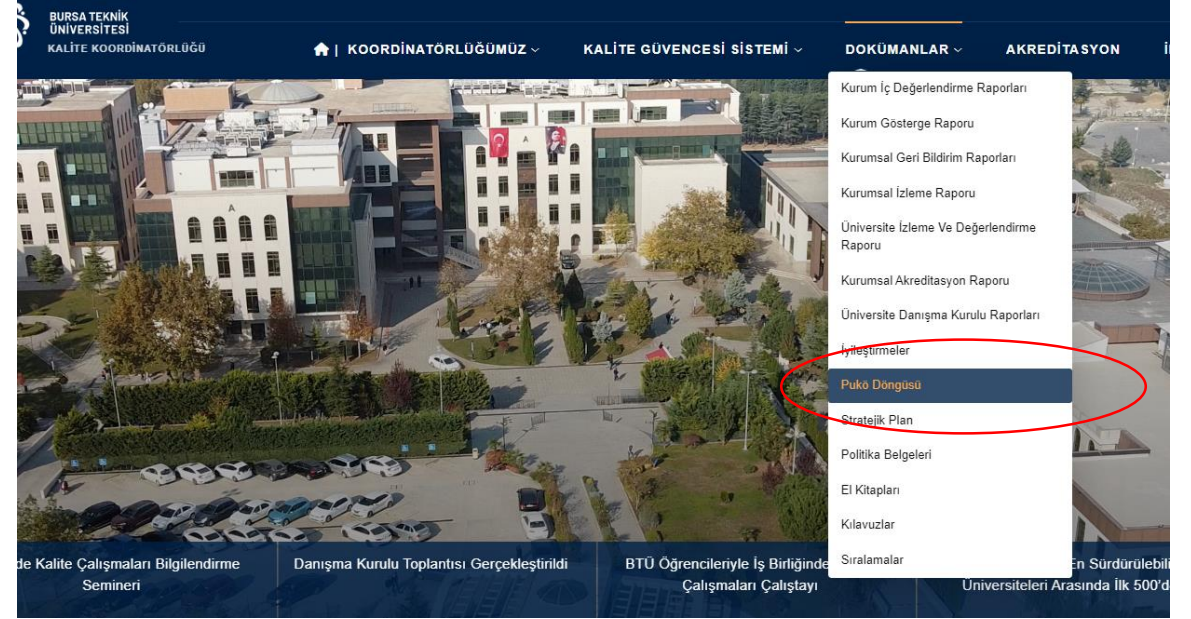 BURSA TEKNİK
ÜNİVERSİTESİ
KALİTE KOORDİNATÖRLÜĞÜ
| KOORDİNATÖRLÜĞÜMÜZ
KALİTE GÜVENCESİ SİSTEMİ
DOKÜMANLAR
AKREDİTASYON
Kurum İç Değerlendirme Raporları
Kurum Gösterge Raporu
Kurumsal Geri Bildirim Raporları
Kurumsal İzleme Raporu
Üniversite İzleme Ve Değerlendirme
Raporu
Kurumsal Akreditasyon Raporu
Üniversite Danışma Kurulu Raporları
İyileştirmeler
Pukö Döngüsü
Stratejik Plan
Politika Belgeleri
El Kitapları
Kılavuzlar
Sıralamalar
A
A
de Kalite Çalışmaları Bilgilendirme
Semineri
Danışma Kurulu Toplantısı Gerçekleştirildi
BTÜ Öğrencileriyle İş Birliğinde
Çalışmaları Çalıştayı
En Sürdürülebili
Üniversiteleri Arasında İlk 500'd